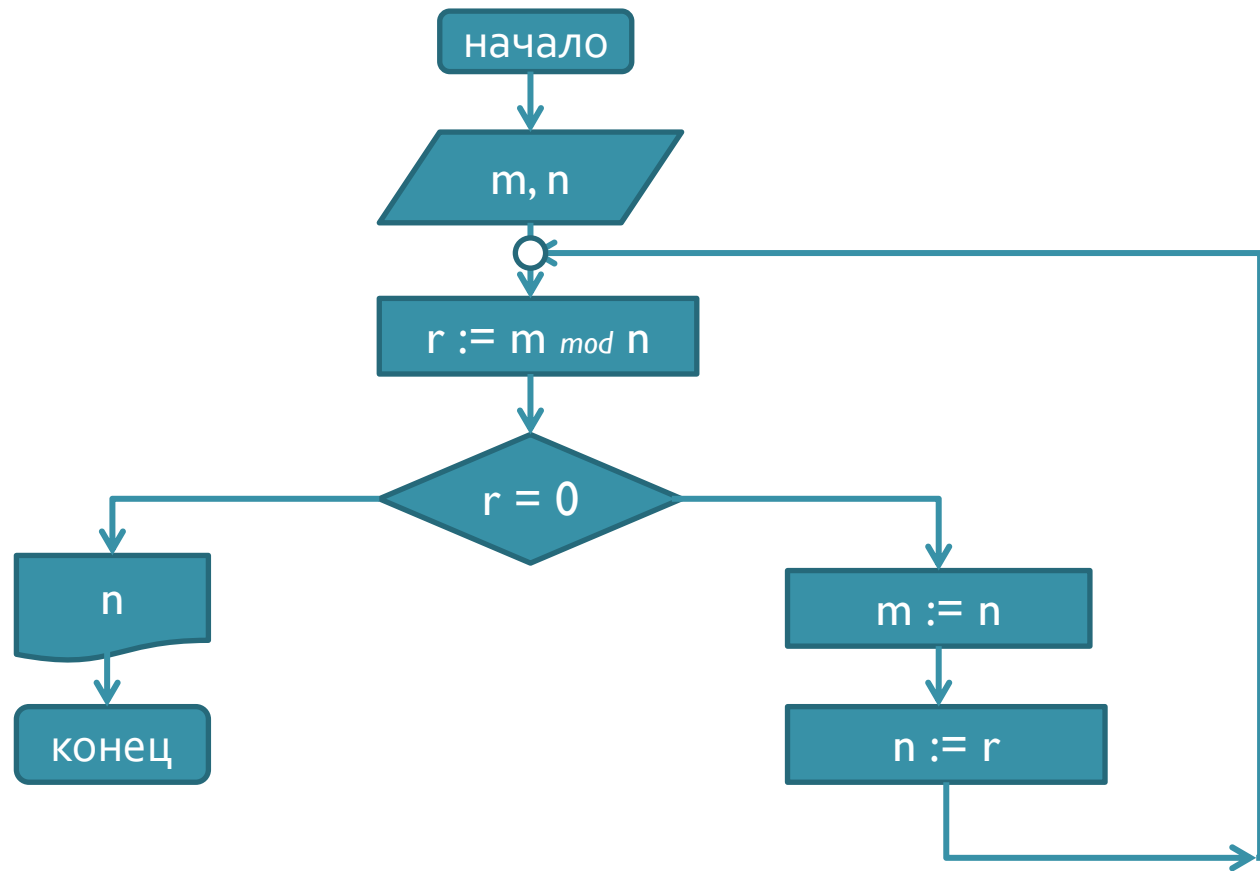 начало
m, n
r := m mod n
r = 0
n
m := n
n := r
конец